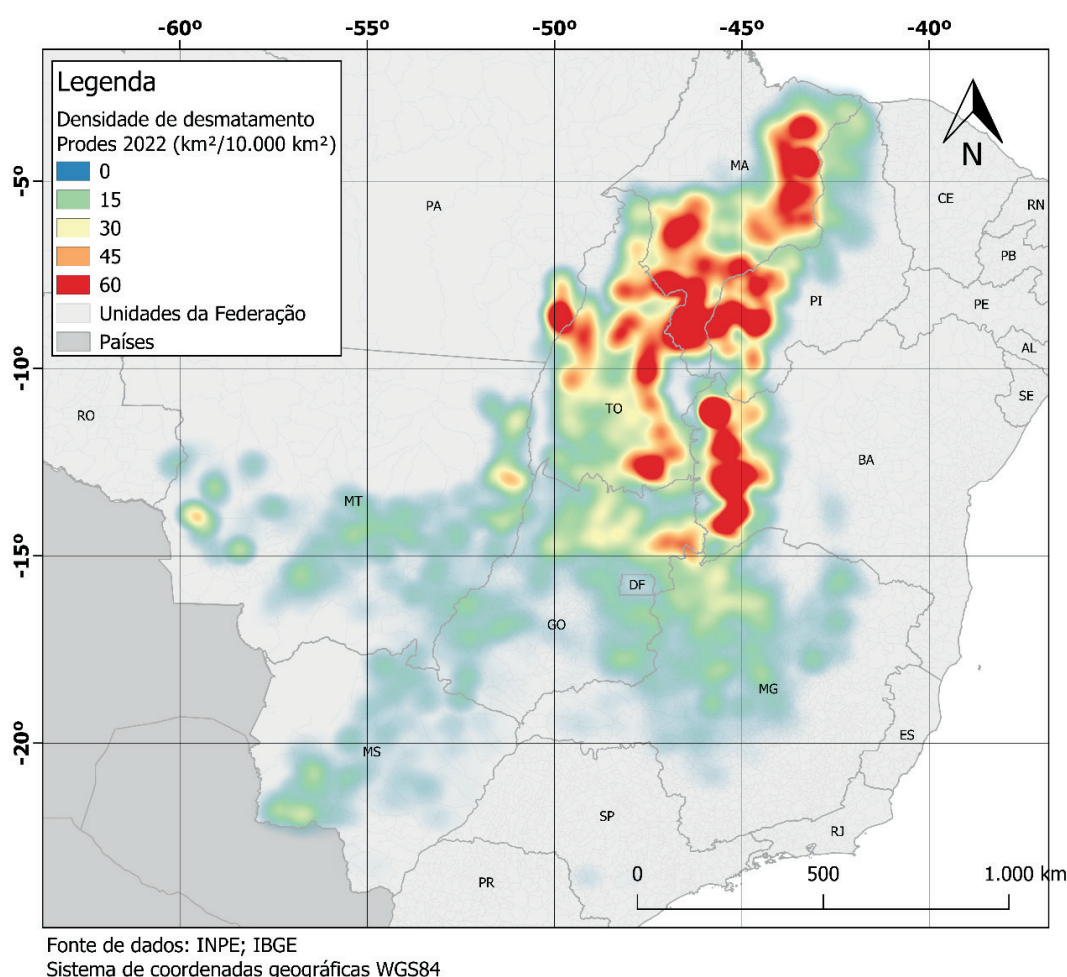 -60º -55º -50º -45º -40º
Legenda
Densidade de desmatamento
Prodes 2022 (km²/10.000 km²)
0
15
30
45
60
Unidades da Federação
Países
N
-5º
-10º
-15º
-20º
MA
PA
CE
RN
PB
PI
PE
AL
SE
TO
RO
BA
MT
DF
GO
MG
ES
MS
SP
RJ
PR
0 500 1.000 km
Fonte de dados: INPE; IBGE
Sistema de coordenadas geográficas WGS84